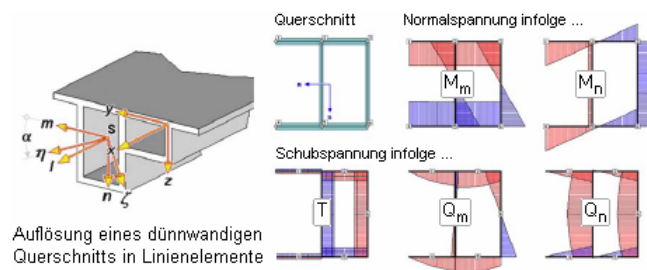 Querschnitt
Normalspannung infolge ...
y
S
m
α
η
x
l
z
n
ζ
M_m
M_n
Schubspannung infolge ...
T
Q_m
Q_n
Auflösung eines dünnwandigen
Querschnitts in Linienelemente